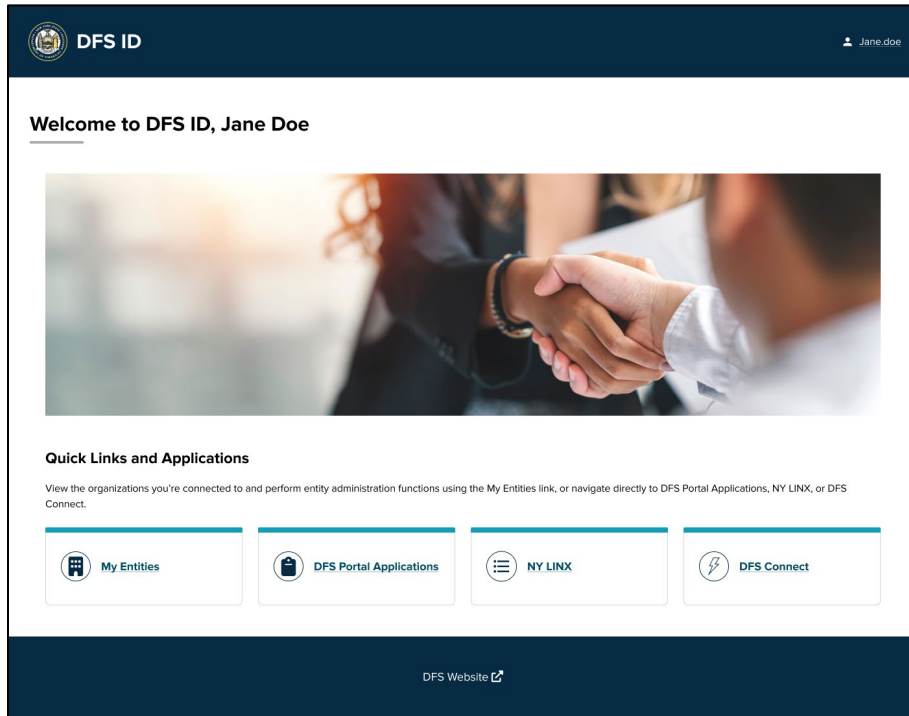 DFS ID
Jane.doe
Welcome to DFS ID, Jane Doe
Quick Links and Applications
View the organizations you're connected to and perform entity administration functions using the My Entities link, or navigate directly to DFS Portal Applications, NY LINX, or DFS
Connect.
My Entities
DFS Portal Applications
NY LINX
DFS Connect
DFS Website